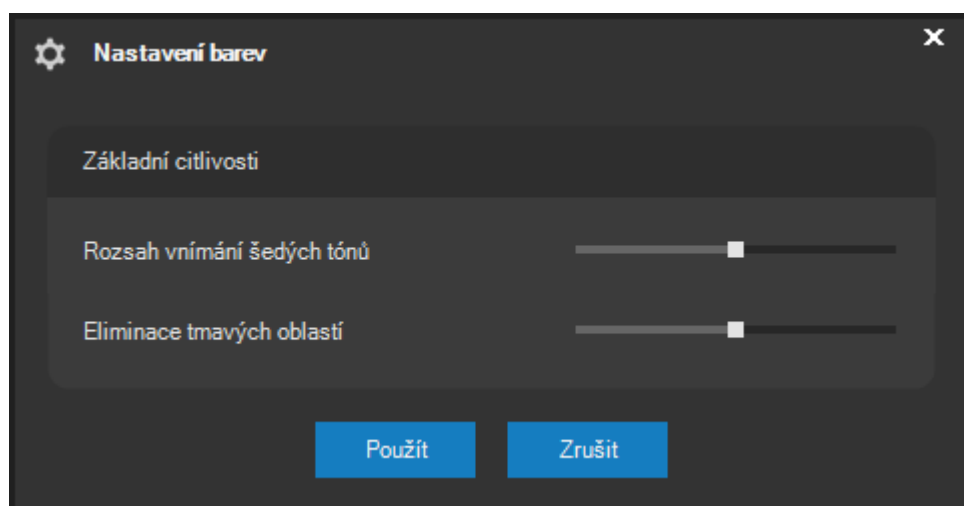 Nastavení barev
Základní citlivosti
Rozsah vnímání šedých tónů
Eliminace tmavých oblastí
Použít
Zrušit